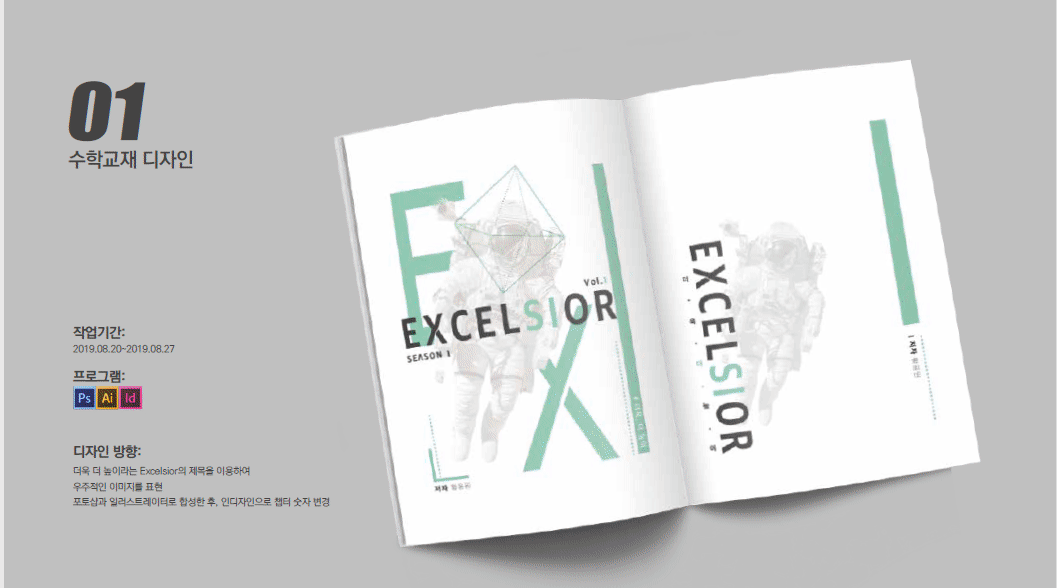 01
수학교재 디자인
작업기간:
2019.08.20~2019.08.27
프로그램:
Ps Ai Id
디자인 방향:
더욱 더 높이라는 Excelsior의 제목을 이용하여
우주적인 이미지를 표현
포토샵과 일러스트레이터로 합성한 후, 인디자인으로 챕터 숫자 변경
EX
Vol.
EXCELSIOR
SEASON 1
저자
EXCELSIOR
저자